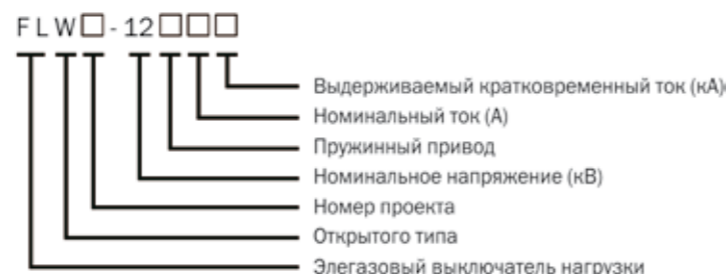 FLW□-12□□□
Выдерживаемый кратковременный ток (кА)
Номинальный ток (А)
Пружинный привод
Номинальное напряжение (кВ)
Номер проекта
Открытого типа
Элегазовый выключатель нагрузки